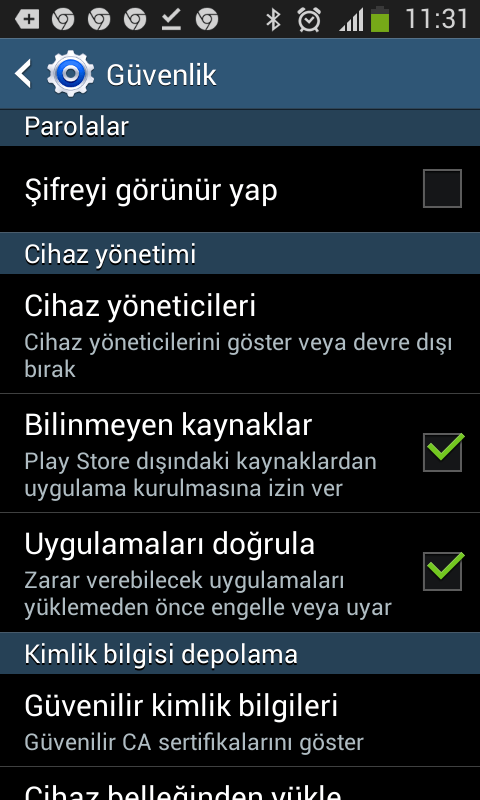 11:31
Güvenlik
Parolalar
Şifreyi görünür yap
Cihaz yönetimi
Cihaz yöneticileri
Cihaz yöneticilerini göster veya devre dışı
bırak
Bilinmeyen kaynaklar
Play Store dışındaki kaynaklardan
uygulama kurulmasına izin ver
Uygulamaları doğrula
Zarar verebilecek uygulamaları
yüklemeden önce engelle veya uyar
Kimlik bilgisi depolama
Güvenilir kimlik bilgileri
Güvenilir CA sertifikalarını göster
Cihaz belleğinden yükle